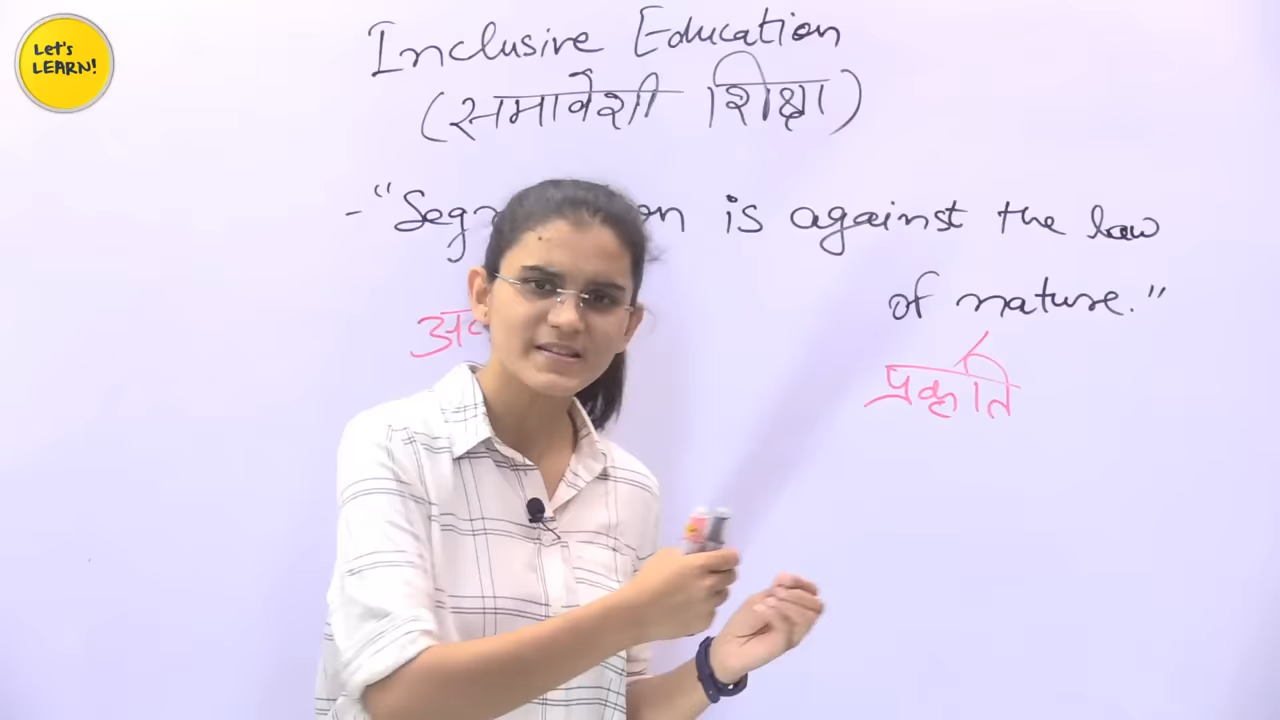 Let's
LEARN!
Inclusive Education
(समावेशी शिक्षा)
- " is against the law
of nature."
प्रकृति